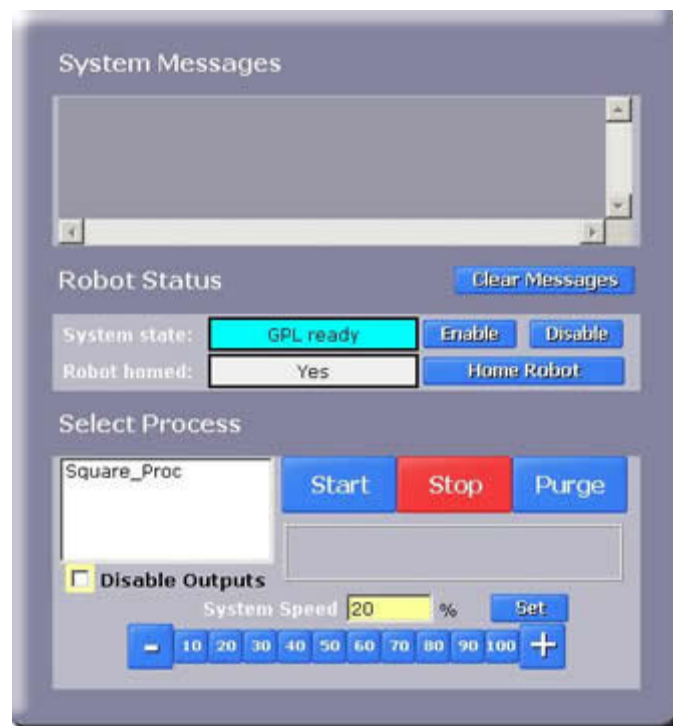 System Messages
Robot Status
Clear Messages
System state: GPL ready Enable Disable
Robot homed: Yes Home Robot
Select Process
Square_Proc
Start Stop Purge
Disable Outputs
System Speed 20 % Set
- 10 20 30 40 50 60 70 80 90 100 +